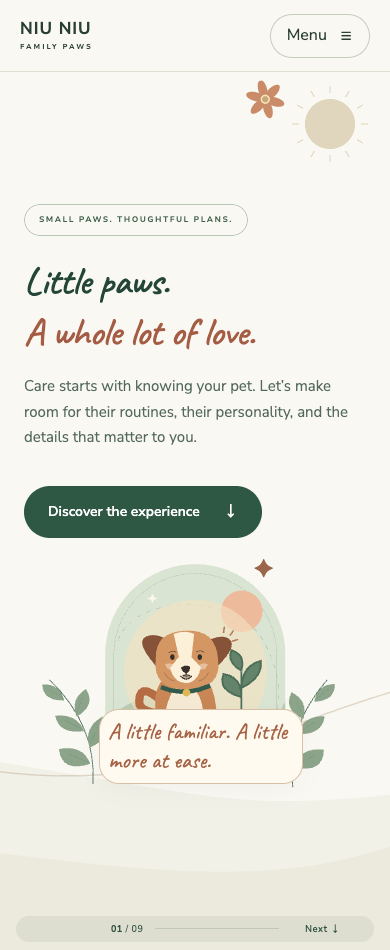 NIU NIU
FAMILY PAWS
Menu
SMALL PAWS. THOUGHTFUL PLANS.
Little paws.
A whole lot of love.
Care starts with knowing your pet. Let’s make
room for their routines, their personality, and the
details that matter to you.
Discover the experience ↓
A little familiar. A little
more at ease.
01 / 09
Next ↓